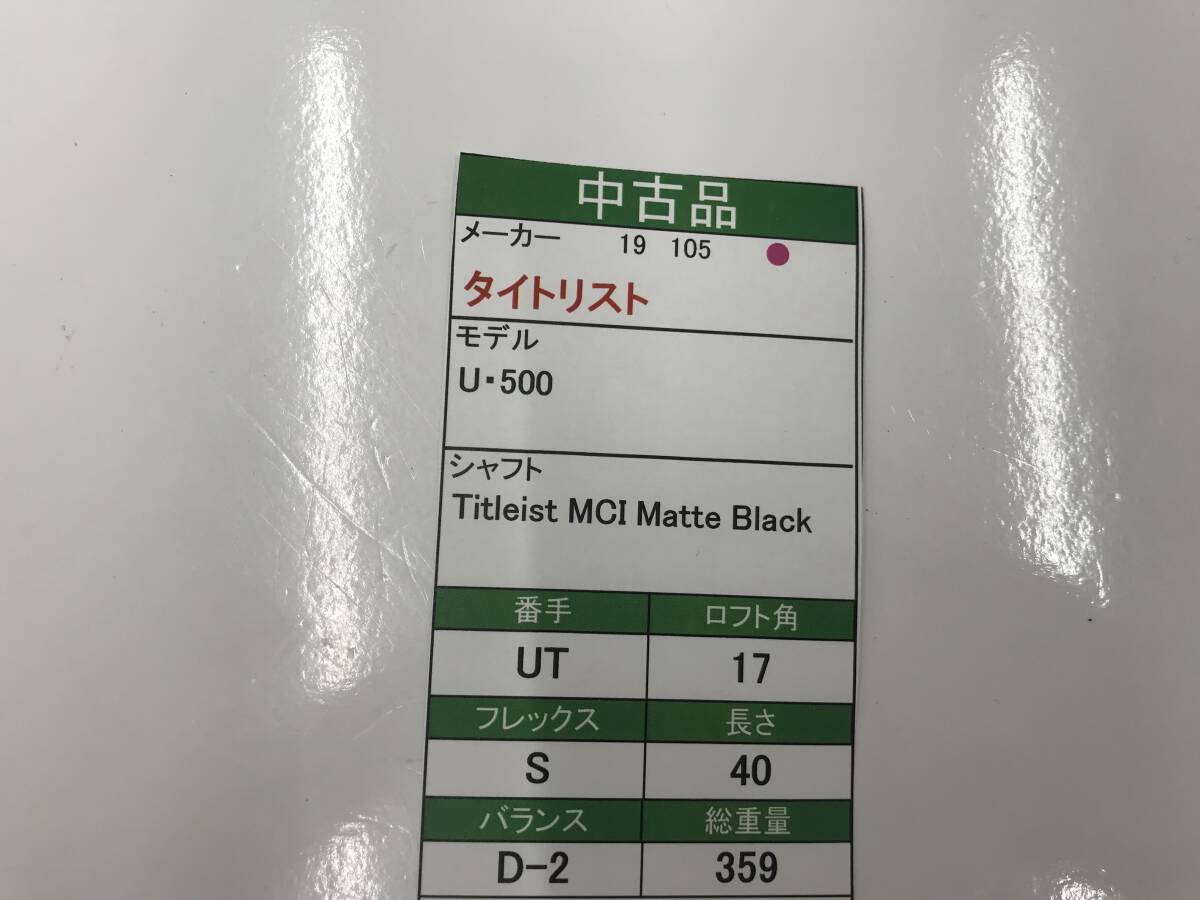 中古品
メーカー 19 105
タイトリスト
モデル
U・500
シャフト
Titleist MCI Matte Black
番手 ロフト角
UT 17
フレックス 長さ
S 40
バランス 総重量
D-2 359